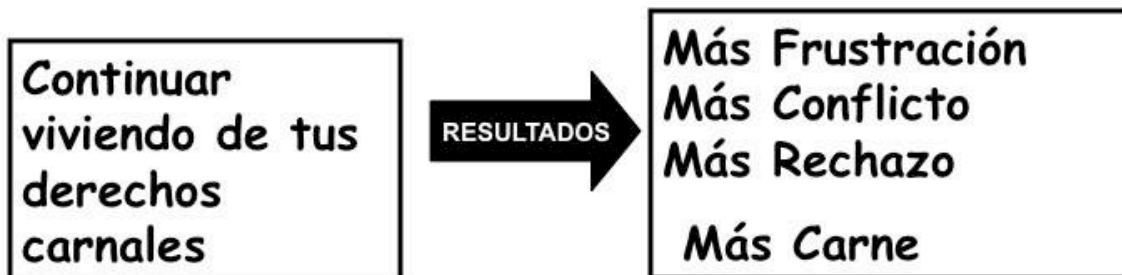 Continuar
viviendo de tus
derechos
carnales
RESULTADOS
Más Frustración
Más Conflicto
Más Rechazo
Más Carne